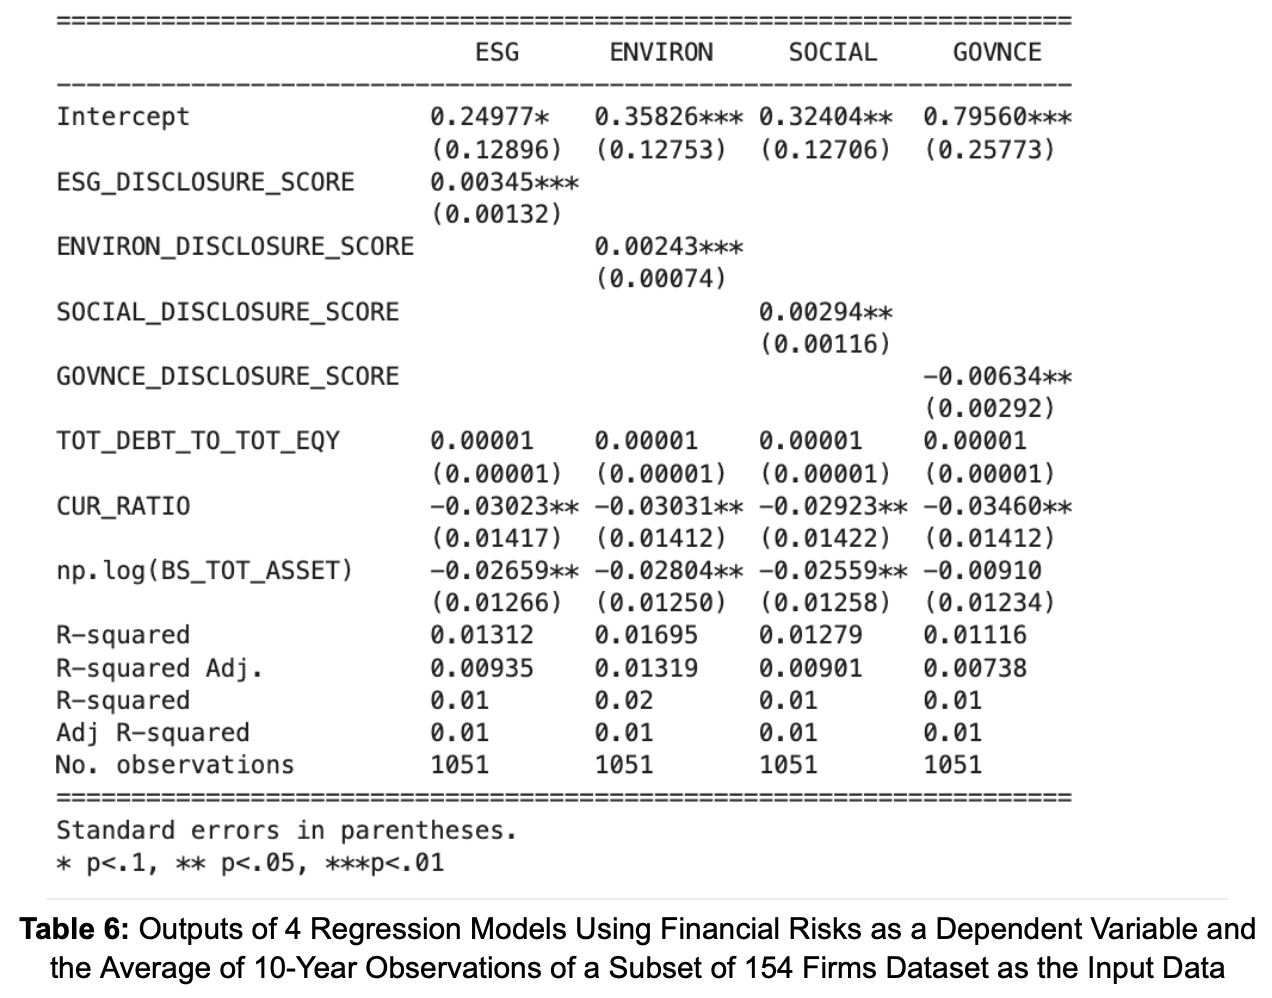 ====================================================================
ESG ENVIRON SOCIAL GOVNCE
--------------------------------------------------------------------
Intercept 0.24977* 0.35826*** 0.32404** 0.79560***
(0.12896) (0.12753) (0.12706) (0.25773)
ESG_DISCLOSURE_SCORE 0.00345***
(0.00132)
ENVIRON_DISCLOSURE_SCORE 0.00243***
(0.00074)
SOCIAL_DISCLOSURE_SCORE 0.00294**
(0.00116)
GOVNCE_DISCLOSURE_SCORE -0.00634**
(0.00292)
TOT_DEBT_TO_TOT_EQY 0.00001 0.00001 0.00001 0.00001
(0.00001) (0.00001) (0.00001) (0.00001)
CUR_RATIO -0.03023** -0.03031** -0.02923** -0.03460**
(0.01417) (0.01412) (0.01422) (0.01412)
np.log(BS_TOT_ASSET) -0.02659** -0.02804** -0.02559** -0.00910
(0.01266) (0.01250) (0.01258) (0.01234)
R-squared 0.01312 0.01695 0.01279 0.01116
R-squared Adj. 0.00935 0.01319 0.00901 0.00738
R-squared 0.01 0.02 0.01 0.01
Adj R-squared 0.01 0.01 0.01 0.01
No. observations 1051 1051 1051 1051
====================================================================
Standard errors in parentheses.
* p<.1, ** p<.05, ***p<.01
Table 6: Outputs of 4 Regression Models Using Financial Risks as a Dependent Variable and
the Average of 10-Year Observations of a Subset of 154 Firms Dataset as the Input Data